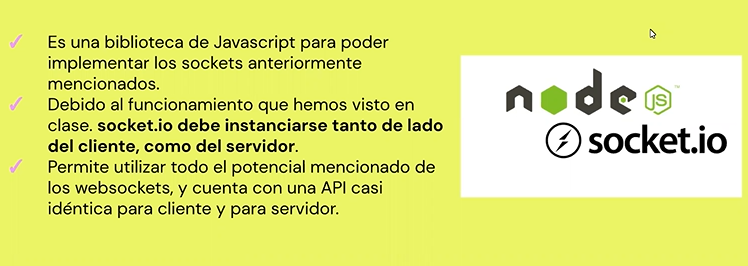 Es una biblioteca de Javascript para poder
implementar los sockets anteriormente
mencionados.
Debido al funcionamiento que hemos visto en
clase. socket.io debe instanciarse tanto de lado
del cliente, como del servidor.
Permite utilizar todo el potencial mencionado de
los websockets, y cuenta con una API casi
idéntica para cliente y para servidor.
node JS ™
socket.io